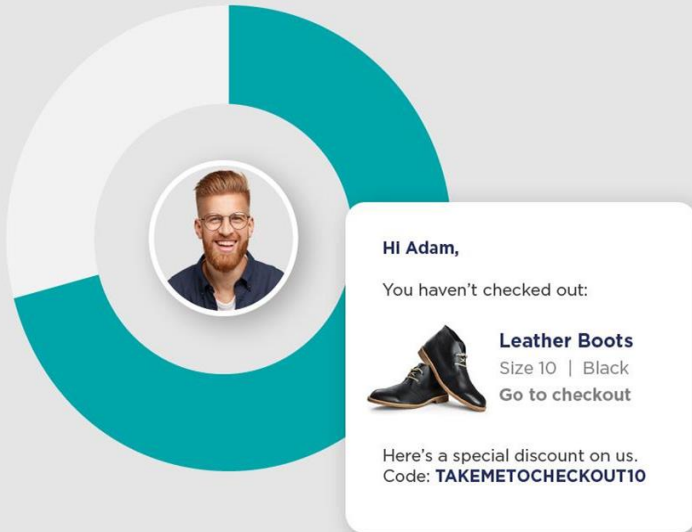 Hi Adam,
You haven't checked out:
Leather Boots
Size 10 | Black
Go to checkout
Here's a special discount on us.
Code: TAKEMETOCHECKOUT10